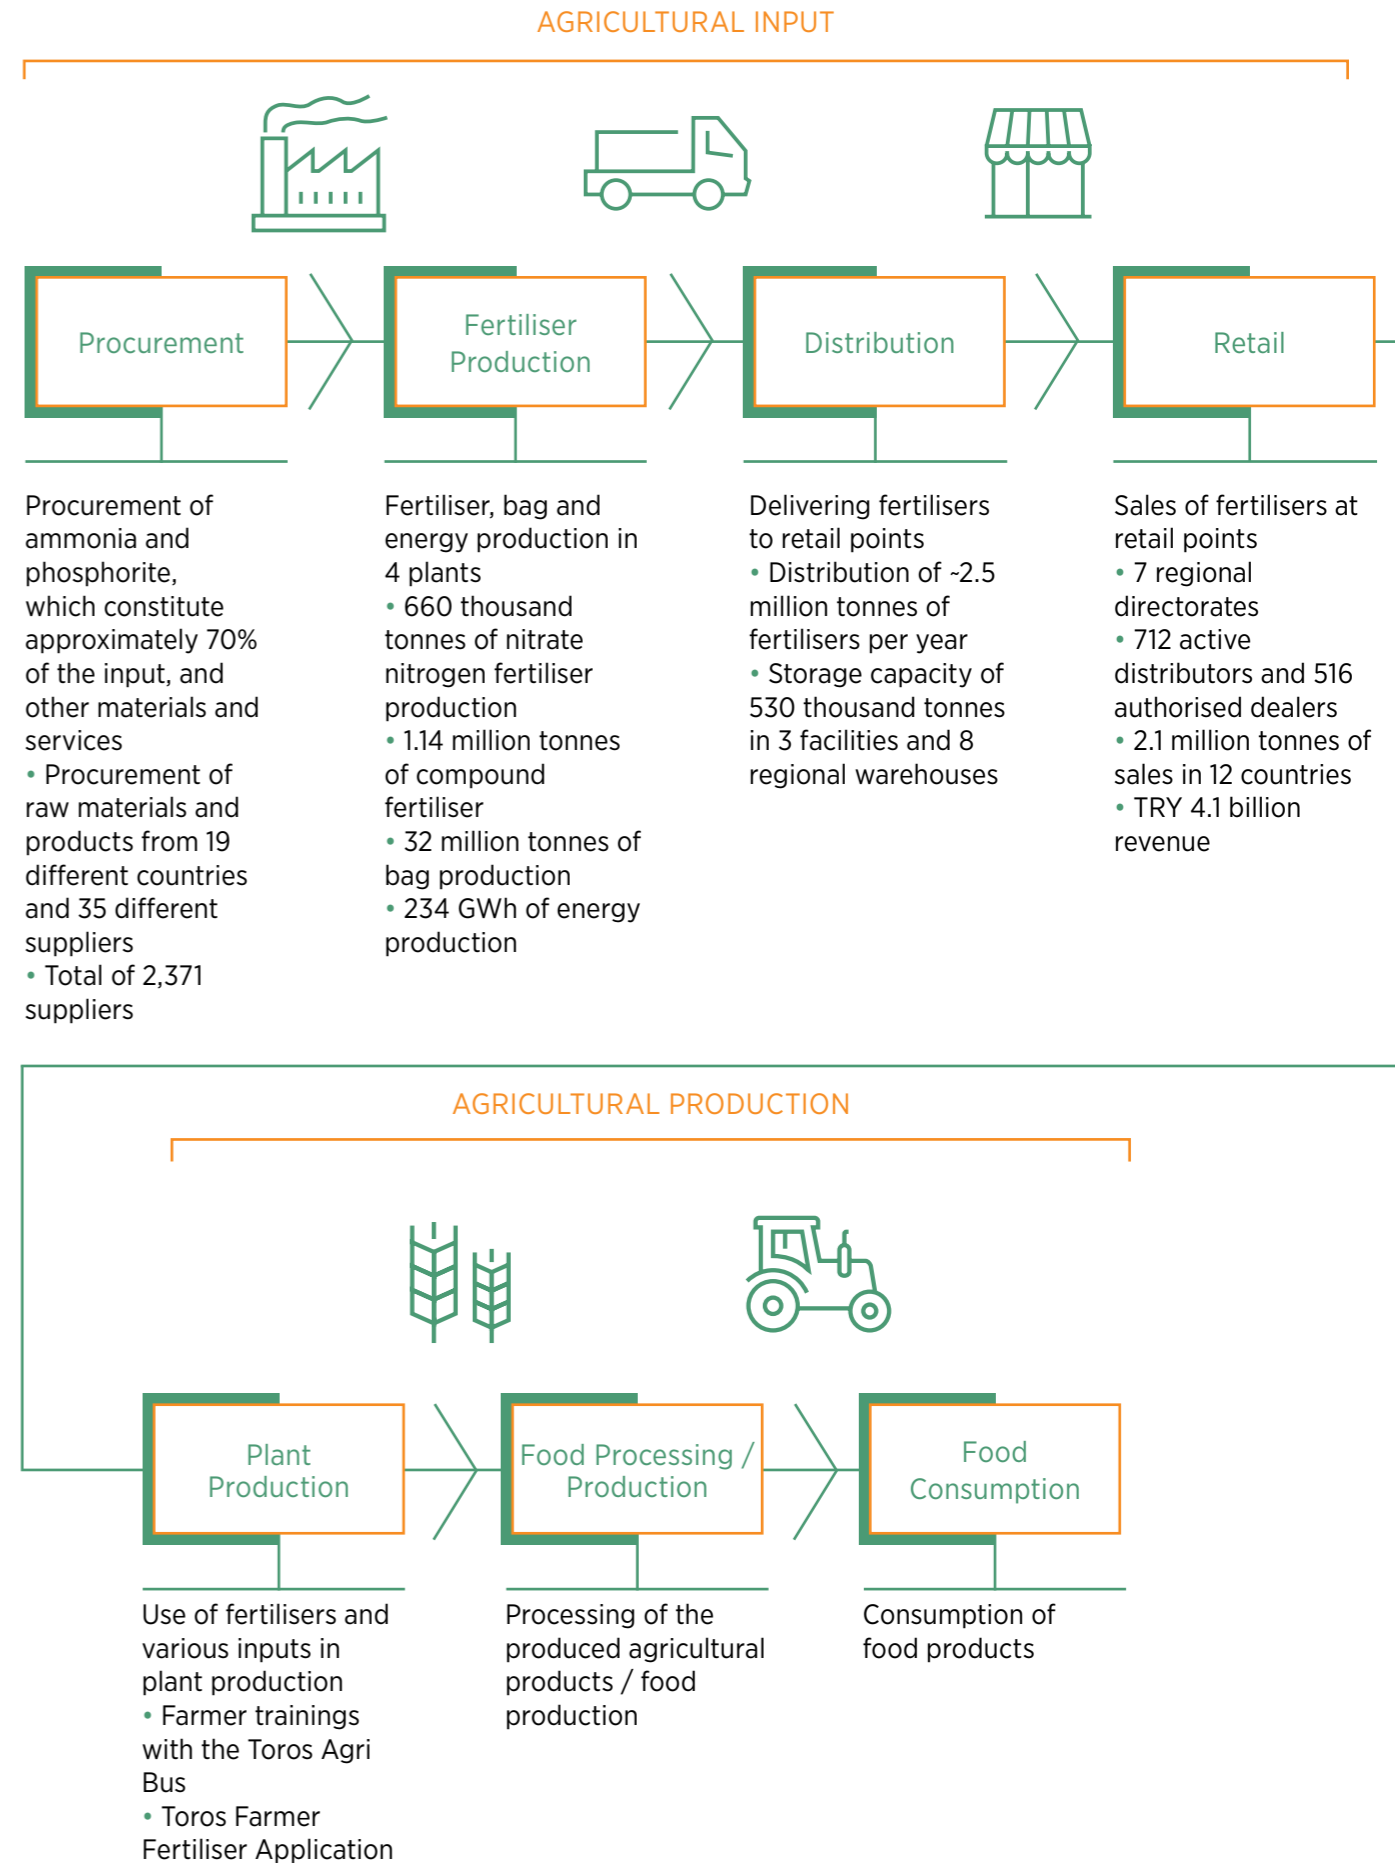 AGRICULTURAL INPUT
Procurement
Fertiliser
Production
Distribution
Retail
Procurement of
ammonia and
phosphorite,
which constitute
approximately 70%
of the input, and
other materials and
services
• Procurement of
raw materials and
products from 19
different countries
and 35 different
suppliers
• Total of 2,371
suppliers
Fertiliser, bag and
energy production in
4 plants
• 660 thousand
tonnes of nitrate
nitrogen fertiliser
production
• 1.14 million tonnes
of compound
fertiliser
• 32 million tonnes of
bag production
• 234 GWh of energy
production
Delivering fertilisers
to retail points
• Distribution of ~2.5
million tonnes of
fertilisers per year
• Storage capacity of
530 thousand tonnes
in 3 facilities and 8
regional warehouses
Sales of fertilisers at
retail points
• 7 regional
directorates
• 712 active
distributors and 516
authorised dealers
• 2.1 million tonnes of
sales in 12 countries
• TRY 4.1 billion
revenue
AGRICULTURAL PRODUCTION
Plant
Production
Food Processing /
Production
Food
Consumption
Use of fertilisers and
various inputs in
plant production
• Farmer trainings
with the Toros Agri
Bus
• Toros Farmer
Fertiliser Application
Processing of the
produced agricultural
products / food
production
Consumption of
food products